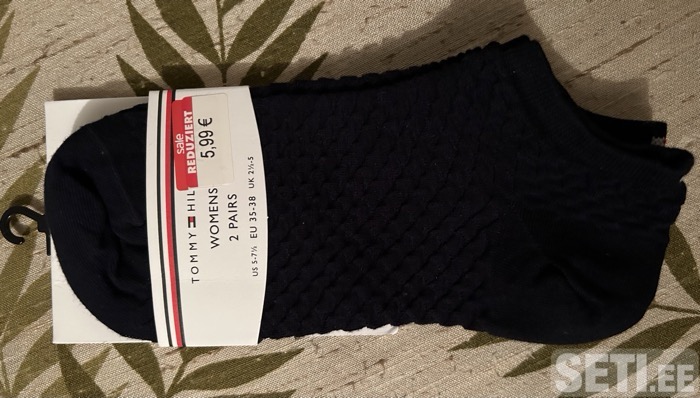 sale
REDUZIERT
5,99 €
TOMMY HIL
WOMENS
2 PAIRS
US 5-7½ EU 35-38 UK 2½-5
SETI.EE